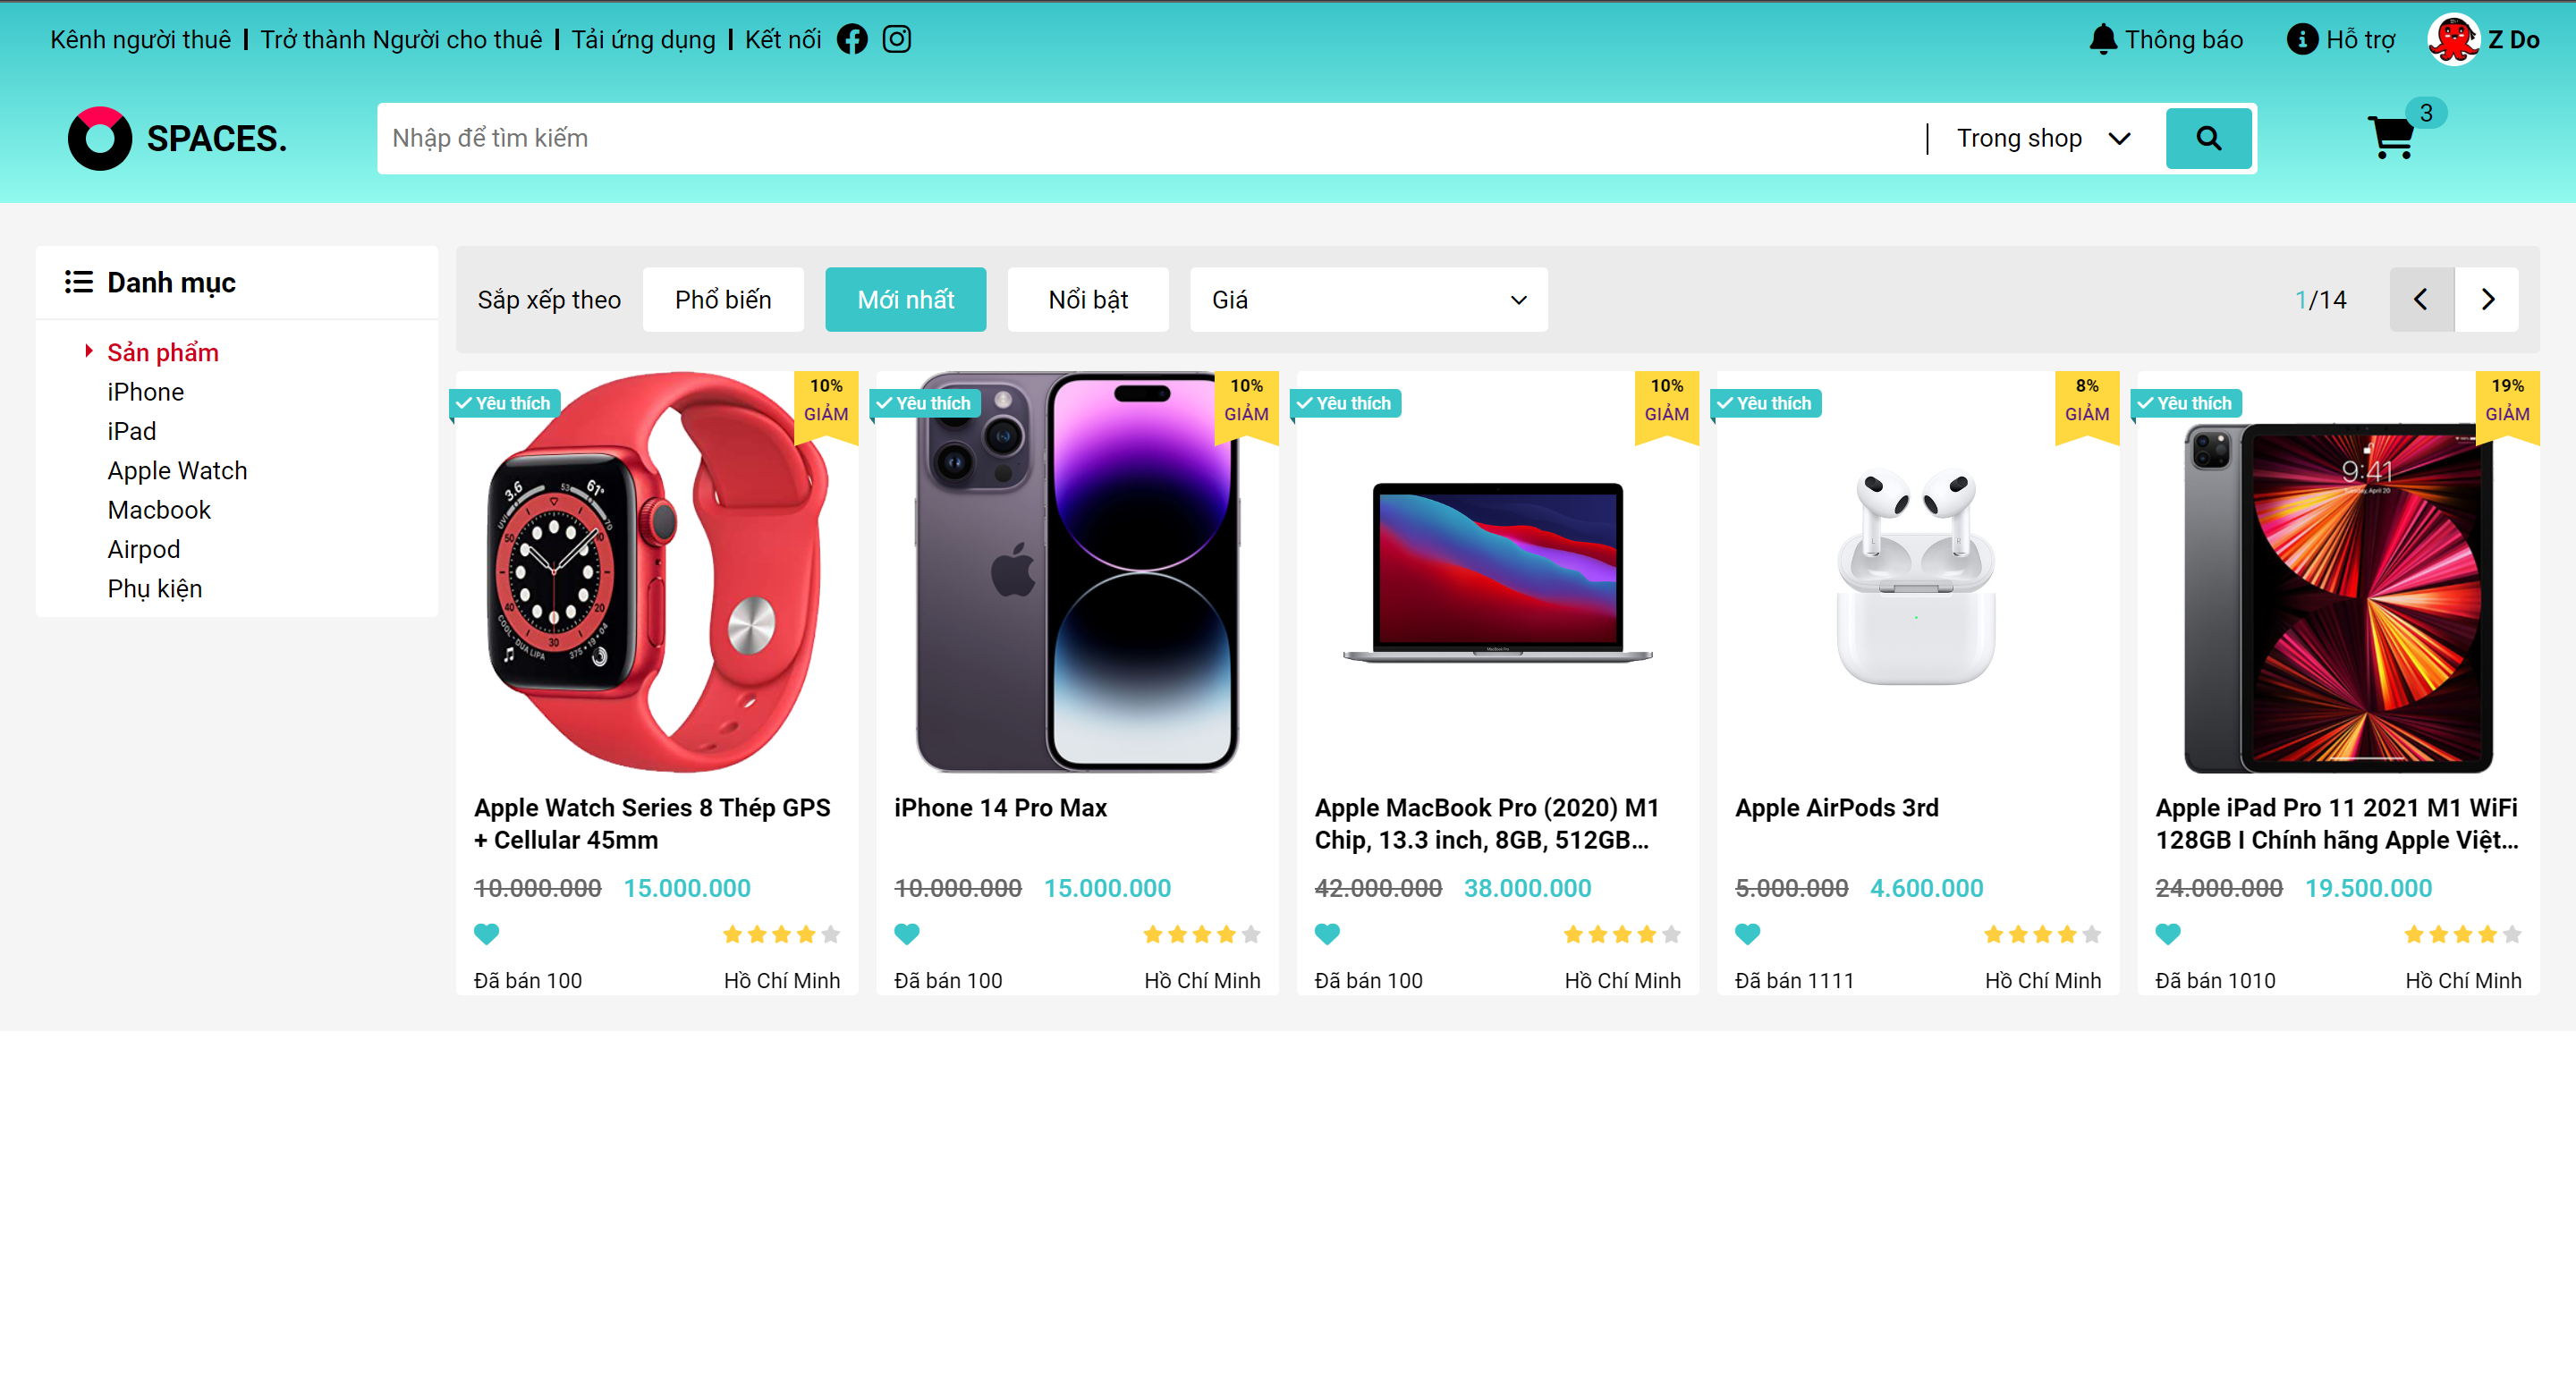 Kênh người thuê | Trở thành Người cho thuê | Tải ứng dụng | Kết nối
Thông báo
Hỗ trợ
Z Do
SPACES.
Nhập để tìm kiếm
Trong shop
3
Danh mục
Sản phẩm
iPhone
iPad
Apple Watch
Macbook
Airpod
Phụ kiện
Sắp xếp theo
Phổ biến
Mới nhất
Nổi bật
Giá
1/14
Yêu thích
10%
GIẢM
Apple Watch Series 8 Thép GPS
+ Cellular 45mm
10.000.000 15.000.000
Đã bán 100
Hồ Chí Minh
Yêu thích
10%
GIẢM
iPhone 14 Pro Max
10.000.000 15.000.000
Đã bán 100
Hồ Chí Minh
Yêu thích
10%
GIẢM
Apple MacBook Pro (2020) M1
Chip, 13.3 inch, 8GB, 512GB...
42.000.000 38.000.000
Đã bán 100
Hồ Chí Minh
Yêu thích
8%
GIẢM
Apple AirPods 3rd
5.000.000 4.600.000
Đã bán 1111
Hồ Chí Minh
Yêu thích
19%
GIẢM
9:41
Apple iPad Pro 11 2021 M1 WiFi
128GB I Chính hãng Apple Việt...
24.000.000 19.500.000
Đã bán 1010
Hồ Chí Minh